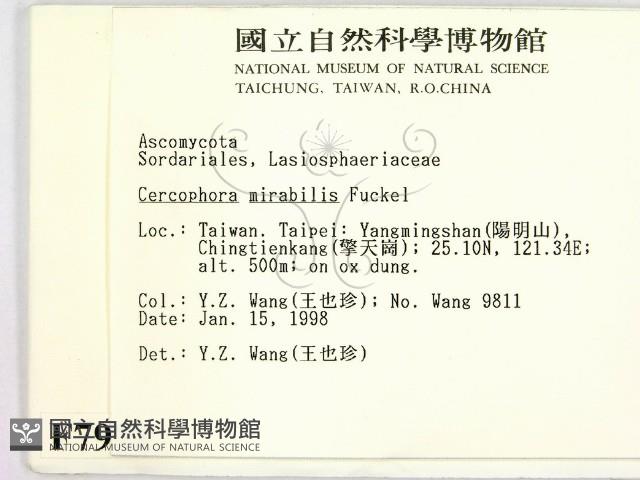 國立自然科學博物館
NATIONAL MUSEUM OF NATURAL SCIENCE
TAICHUNG, TAIWAN, R.O.CHINA
Ascomycota
Sordariales, Lasiosphaeriaceae
Cercophora mirabilis Fuckel
Loc.: Taiwan. Taipei: Yangmingshan(陽明山),
Chingtienkang(擎天崗); 25.10N, 121.34E;
alt. 500m; on ox dung.
Col.: Y.Z. Wang(王也珍); No. Wang 9811
Date: Jan. 15, 1998
Det.: Y.Z. Wang(王也珍)
F79
國立自然科學博物館
NATIONAL MUSEUM OF NATURAL SCIENCE